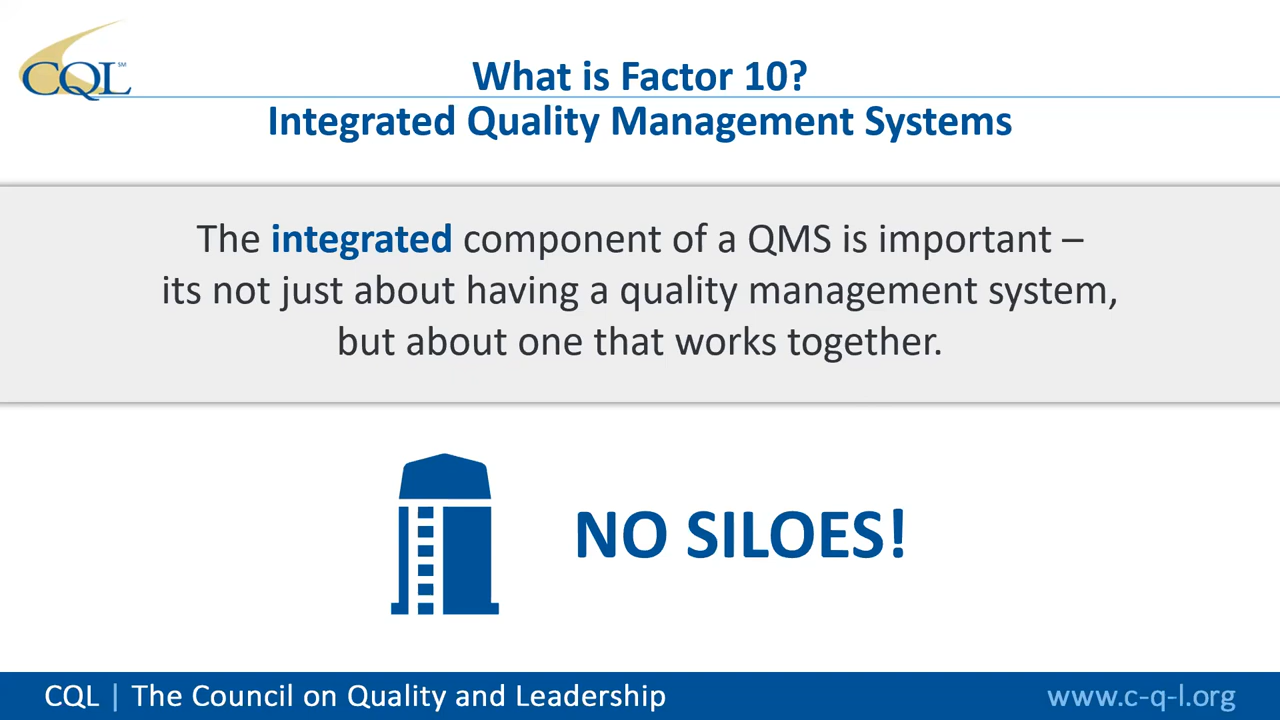 CQL℠
What is Factor 10?
Integrated Quality Management Systems
The integrated component of a QMS is important –
its not just about having a quality management system,
but about one that works together.
NO SILOES!
CQL | The Council on Quality and Leadership
www.c-q-l.org